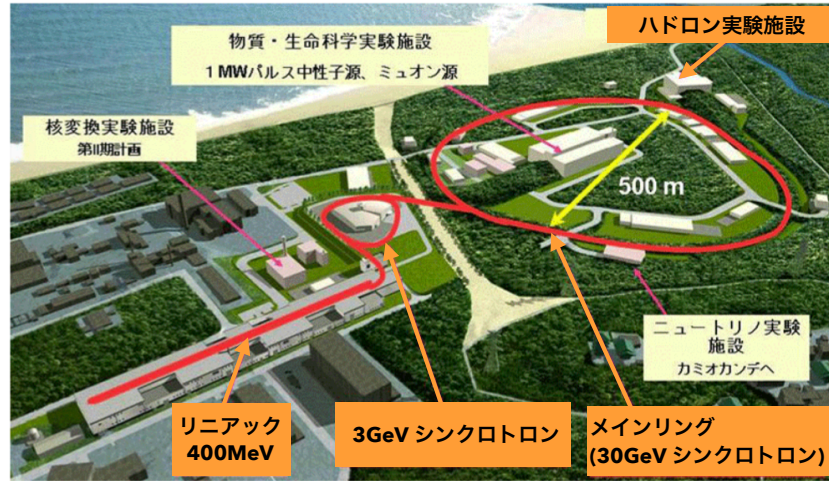 ハドロン実験施設
物質・生命科学実験施設
1 MWパルス中性子源、ミュオン源
核変換実験施設
第II期計画
500 m
ニュートリノ実験
施設
カミオカンデへ
リニアック
400MeV
3GeV シンクロトロン
メインリング
(30GeV シンクロトロン)